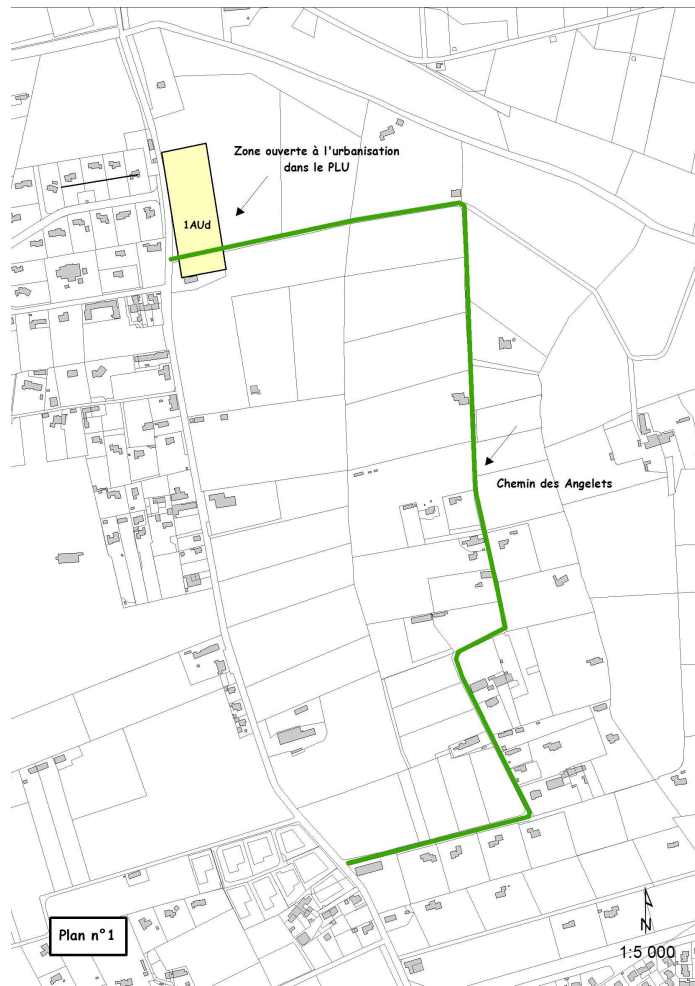 Zone ouverte à l'urbanisation
dans le PLU
1AUd
Chemin des Angelets
Plan n°1
N
1:5 000